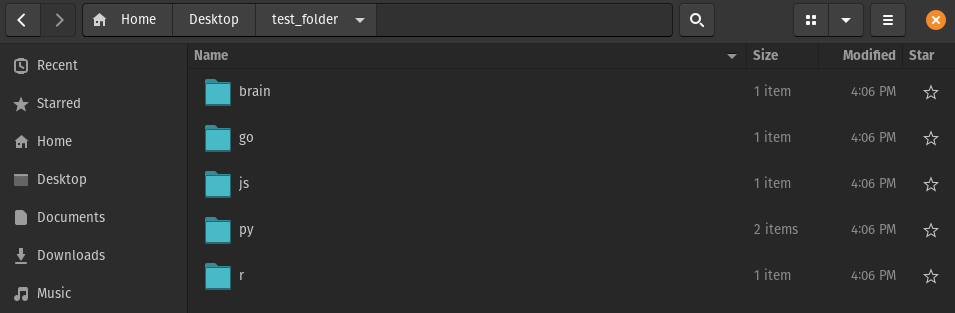 Home Desktop test_folder
Name Size Modified Star
Recent
brain 1 item 4:06 PM
Starred
go 1 item 4:06 PM
Home
js 1 item 4:06 PM
Desktop
py 2 items 4:06 PM
Documents
Downloads
r 1 item 4:06 PM
Music